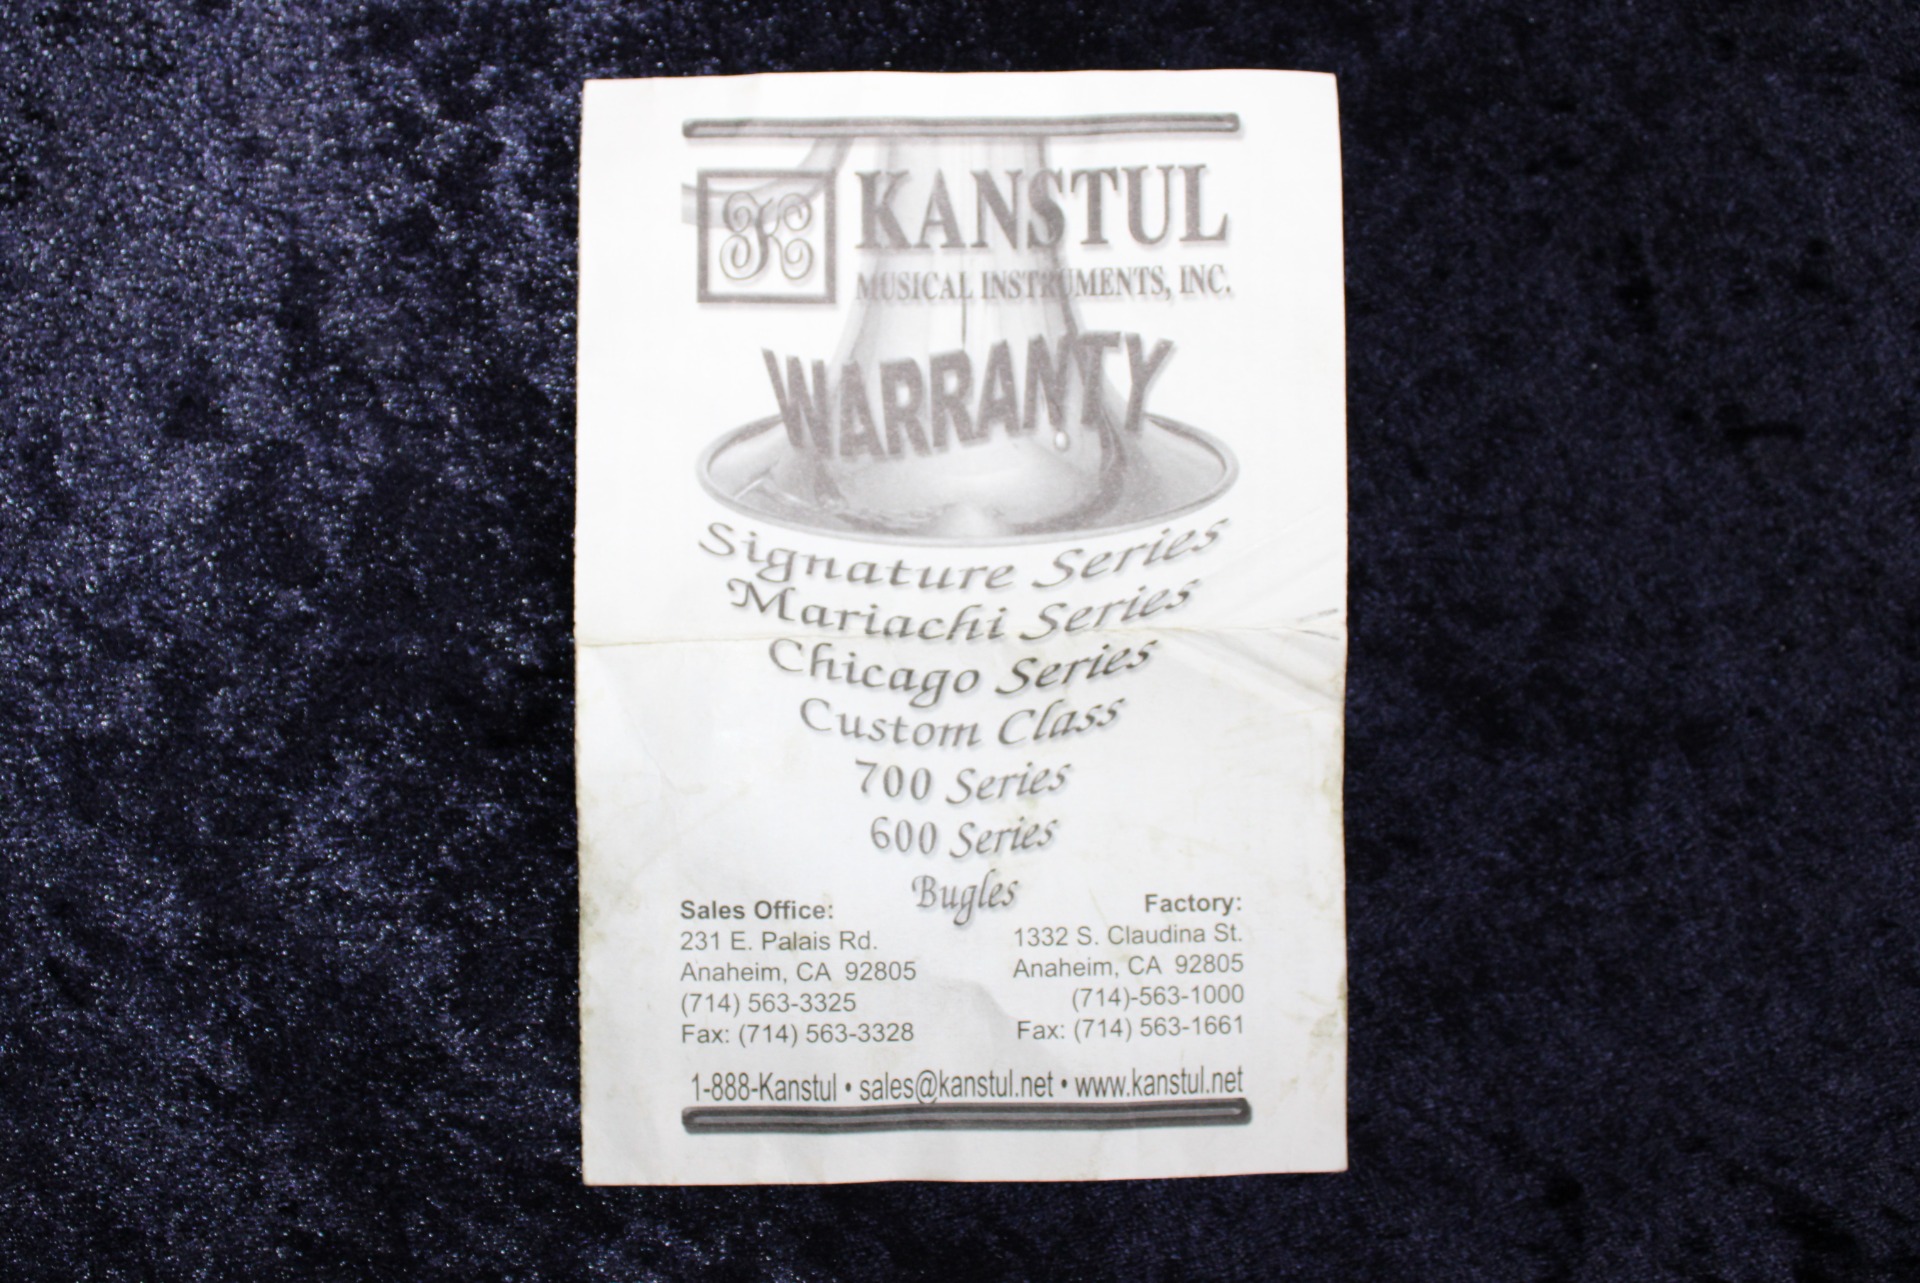 K
KANSTUL
MUSICAL INSTRUMENTS, INC.
WARRANTY
Signature Series
Mariachi Series
Chicago Series
Custom Class
700 Series
600 Series
Bugles
Sales Office:
231 E. Palais Rd.
Anaheim, CA 92805
(714) 563-3325
Fax: (714) 563-3328
Factory:
1332 S. Claudina St.
Anaheim, CA 92805
(714)-563-1000
Fax: (714) 563-1661
1-888-Kanstul • sales@kanstul.net • www.kanstul.net